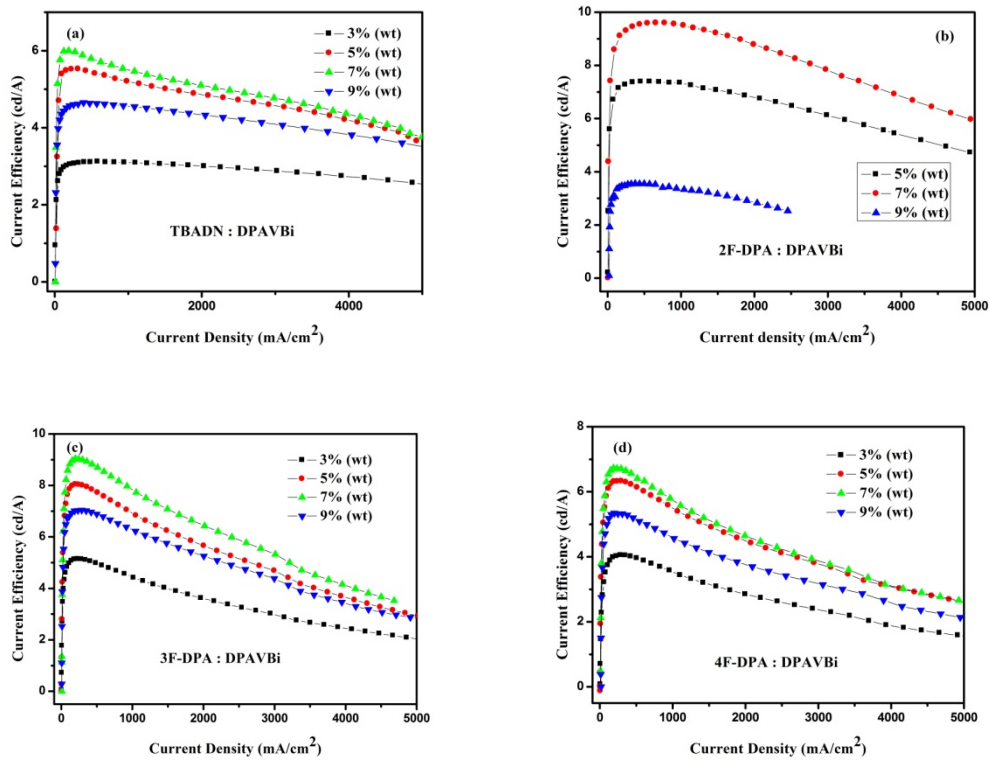 (a)
3% (wt)
5% (wt)
7% (wt)
9% (wt)
TBADN : DPAVBi
Current Efficiency (cd/A)
6
4
2
0
0
2000
4000
Current Density (mA/cm²)
(b)
5% (wt)
7% (wt)
9% (wt)
2F-DPA : DPAVBi
Current Efficiency (cd/A)
10
8
6
4
2
0
0
1000
2000
3000
4000
5000
Current density (mA/cm²)
(c)
3% (wt)
5% (wt)
7% (wt)
9% (wt)
3F-DPA : DPAVBi
Current Efficiency (cd/A)
10
8
6
4
2
0
0
1000
2000
3000
4000
5000
Current Density (mA/cm²)
(d)
3% (wt)
5% (wt)
7% (wt)
9% (wt)
4F-DPA : DPAVBi
Current Efficiency (cd/A)
8
6
4
2
0
0
1000
2000
3000
4000
5000
Current Density (mA/cm²)